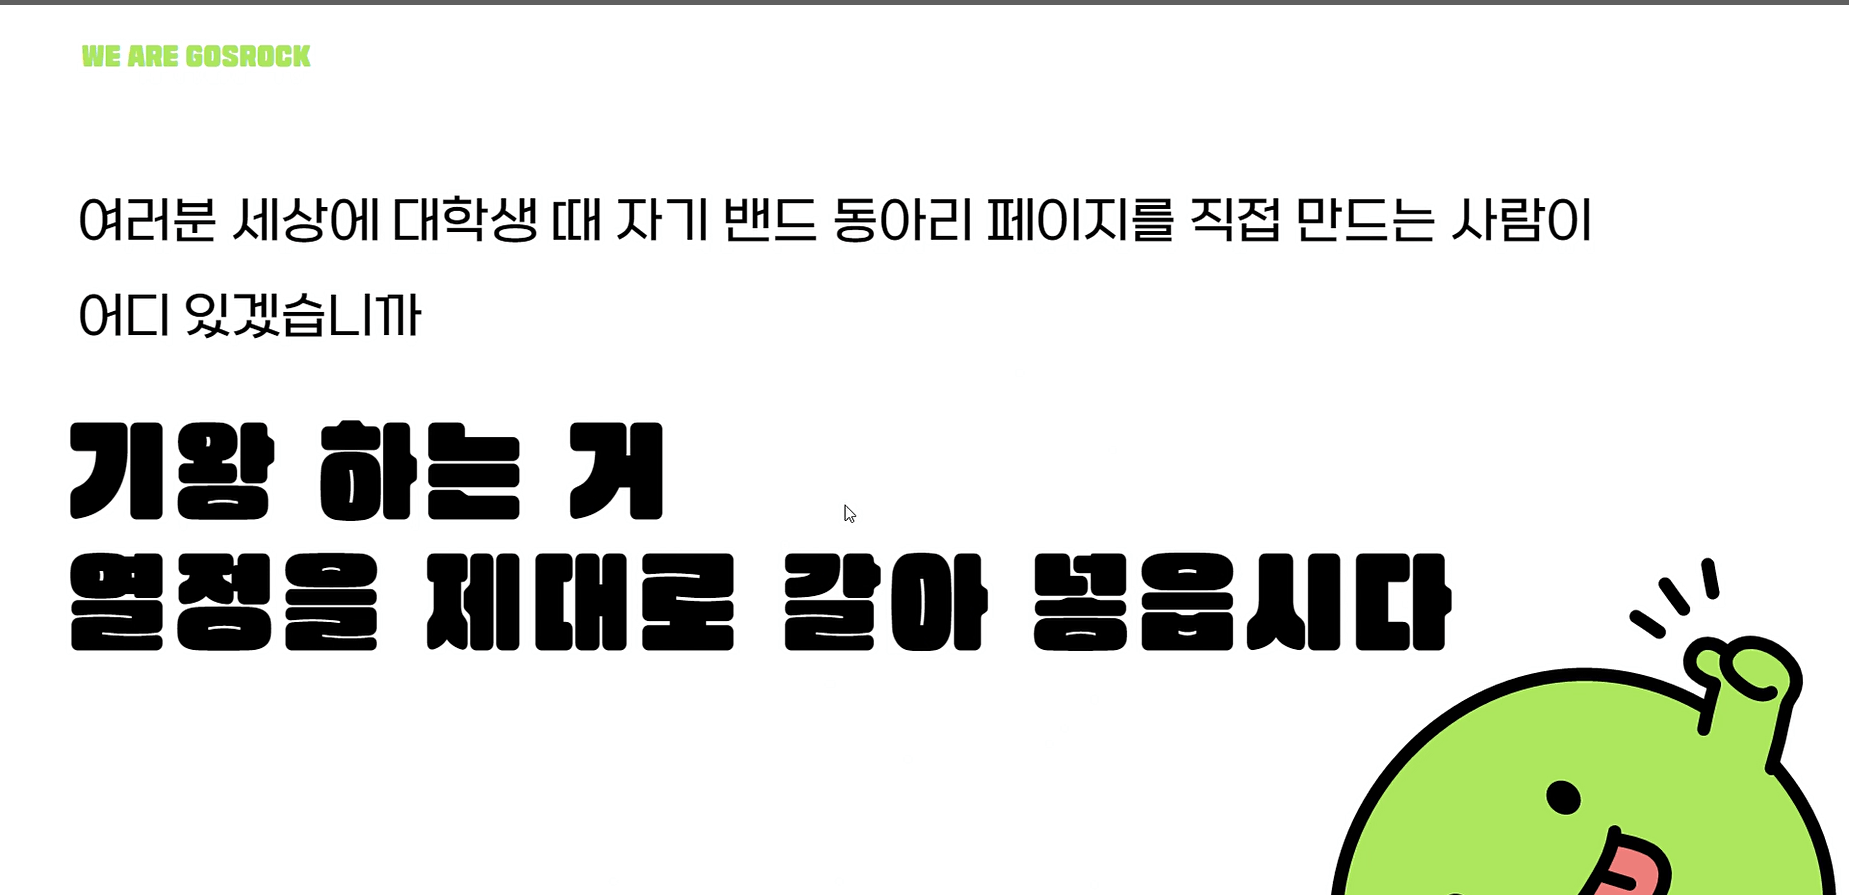 WE ARE GOSROCK
여러분 세상에 대학생 때 자기 밴드 동아리 페이지를 직접 만드는 사람이
어디 있겠습니까
기왕 하는 거
열정을 제대로 갈아 넣읍시다